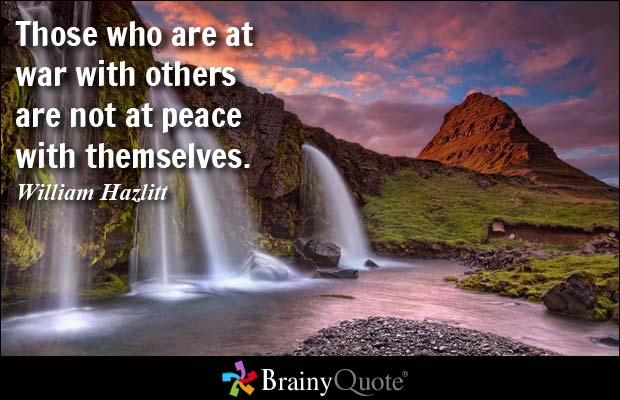 Those who are at
war with others
are not at peace
with themselves.
William Hazlitt
BrainyQuote®